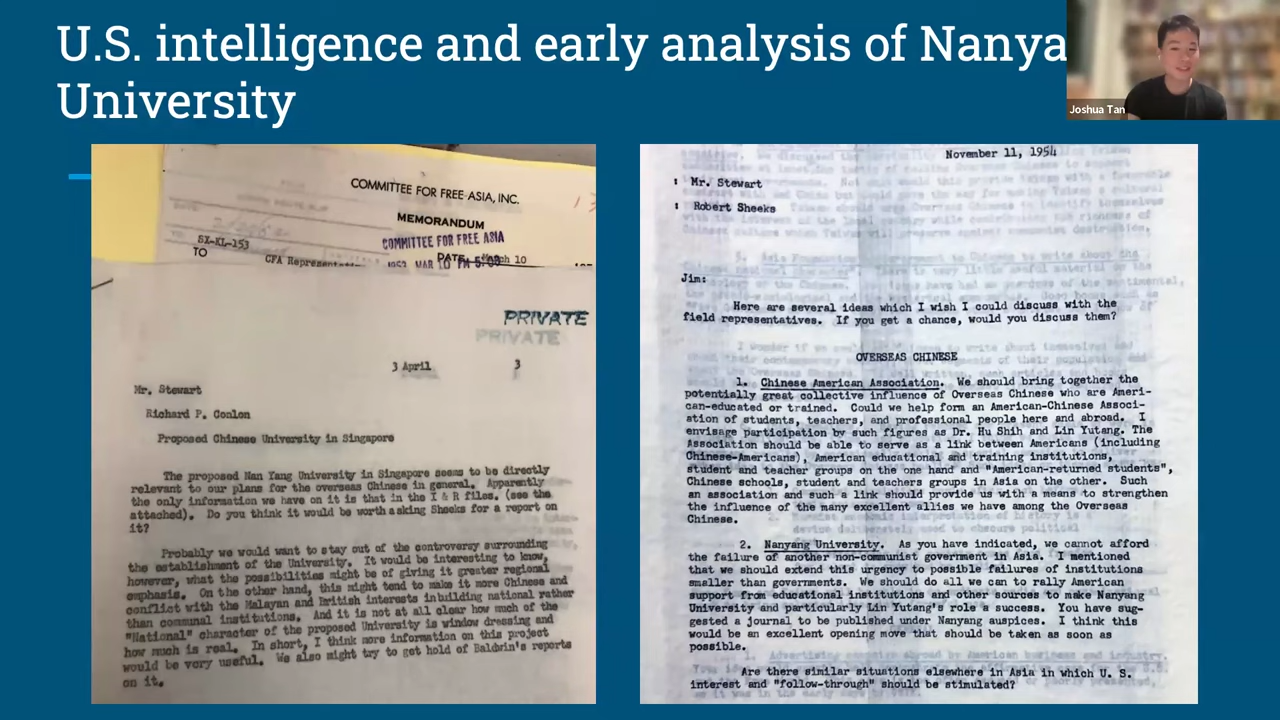 U.S. intelligence and early analysis of Nanya
University
Joshua Tan
COMMITTEE FOR FREE ASIA, INC.
MEMORANDUM
COMMITTEE FOR FREE ASIA
SX-KL-153
DATE
March 10
TO
CFA
MAR 10 PM
PRIVATE
PRIVATE
3 April 3
Mr. Stewart
Richard P. Conlon
Proposed Chinese University in Singapore
The proposed Nan Yang University in Singapore seems to be directly
relevant to our plans for the overseas Chinese in general. Apparently
the only information we have on it is that in the I & R files. (see the
attached). Do you think it would be worth asking Sheeks for a report on
it?
Probably we would want to stay out of the controversy surrounding
the establishment of the University. It would be interesting to know,
however, what the possibilities might be of giving it greater regional
emphasis. On the other hand, this might tend to make it more Chinese and
conflict with the Malayan and British interests in building national rather
than communal institutions. And it is not at all clear how much of the
"National" character of the proposed University is window dressing and
how much is real. In short, I think more information on this project
would be very useful. We also might try to get hold of Baldwin's reports
on it.
November 11, 1954
: Mr. Stewart
: Robert Sheeks
Jim:
Here are several ideas which I wish I could discuss with the
field representatives. If you get a chance, would you discuss them?
OVERSEAS CHINESE
1. Chinese American Association. We should bring together the
potentially great collective influence of Overseas Chinese who are Ameri-
can-educated or trained. Could we help form an American-Chinese Associ-
ation of students, teachers, and professional people here and abroad. I
envisage participation by such figures as Dr. Hu Shih and Lin Yutang. The
Association should be able to serve as a link between Americans (including
Chinese-Americans), American educational and training institutions,
student and teacher groups on the one hand and "American-returned students",
Chinese schools, student and teachers groups in Asia on the other. Such
an association and such a link should provide us with a means to strengthen
the influence of the many excellent allies we have among the Overseas
Chinese.
2. Nanyang University. As you have indicated, we cannot afford
the failure of another non-communist government in Asia. I mentioned
that we should extend this urgency to possible failures of institutions
smaller than governments. We should do all we can to rally American
support from educational institutions and other sources to make Nanyang
University and particularly Lin Yutang's role a success. You have sug-
gested a journal to be published under Nanyang auspices. I think this
would be an excellent opening move that should be taken as soon as
possible.
Are there similar situations elsewhere in Asia in which U. S.
interest and "follow-through" should be stimulated?